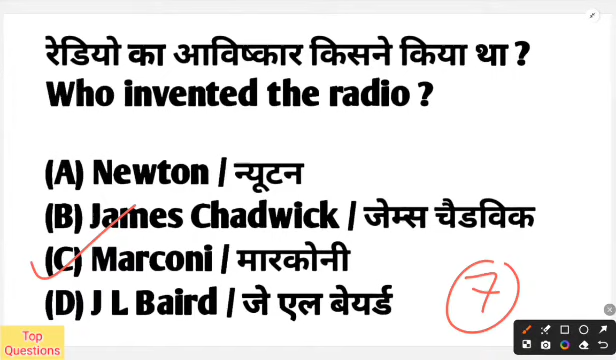 रेडियो का आविष्कार किसने किया था ?
Who invented the radio ?
(A) Newton / न्यूटन
(B) James Chadwick / जेम्स चैडविक
(C) Marconi / मारकोनी
(D) J L Baird / जे एल बेयर्ड
7
Top
Questions